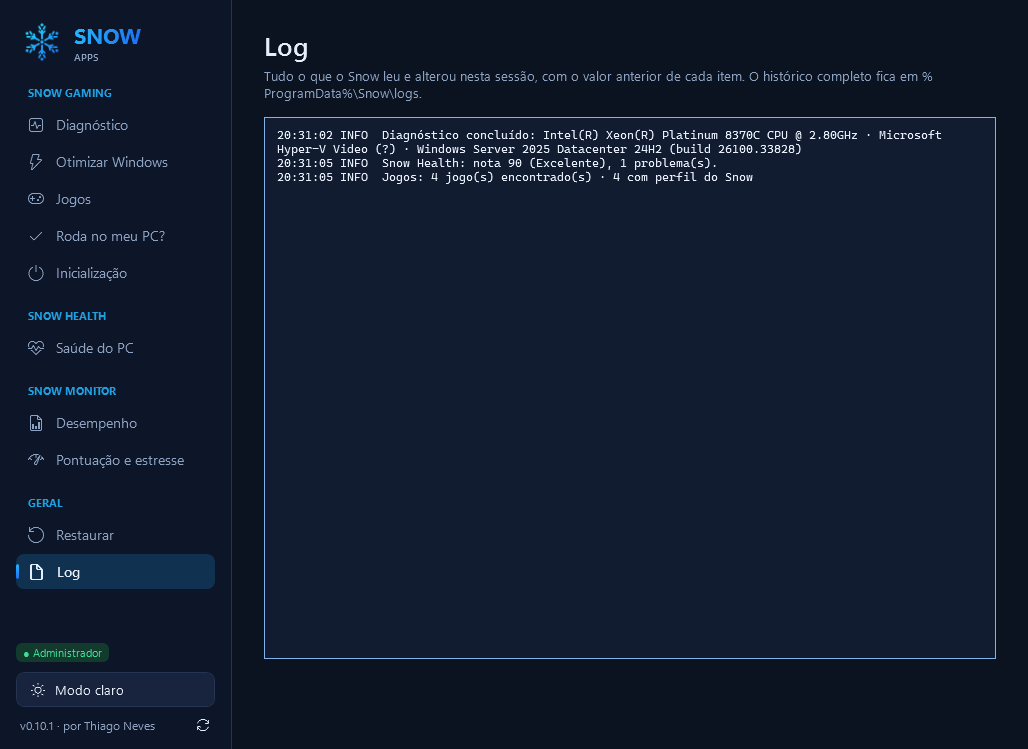 SNOW
APPS
SNOW GAMING
Diagnóstico
Otimizar Windows
Jogos
Roda no meu PC?
Inicialização
SNOW HEALTH
Saúde do PC
SNOW MONITOR
Desempenho
Pontuação e estresse
GERAL
Restaurar
Log
Administrador
Modo claro
v0.10.1 · por Thiago Neves
Log
Tudo o que o Snow leu e alterou nesta sessão, com o valor anterior de cada item. O histórico completo fica em %
ProgramData%\Snow\logs.
20:31:02 INFO  Diagnóstico concluído: Intel(R) Xeon(R) Platinum 8370C CPU @ 2.80GHz · Microsoft
Hyper-V Video (?) · Windows Server 2025 Datacenter 24H2 (build 26100.33828)
20:31:05 INFO  Snow Health: nota 90 (Excelente), 1 problema(s).
20:31:05 INFO  Jogos: 4 jogo(s) encontrado(s) · 4 com perfil do Snow